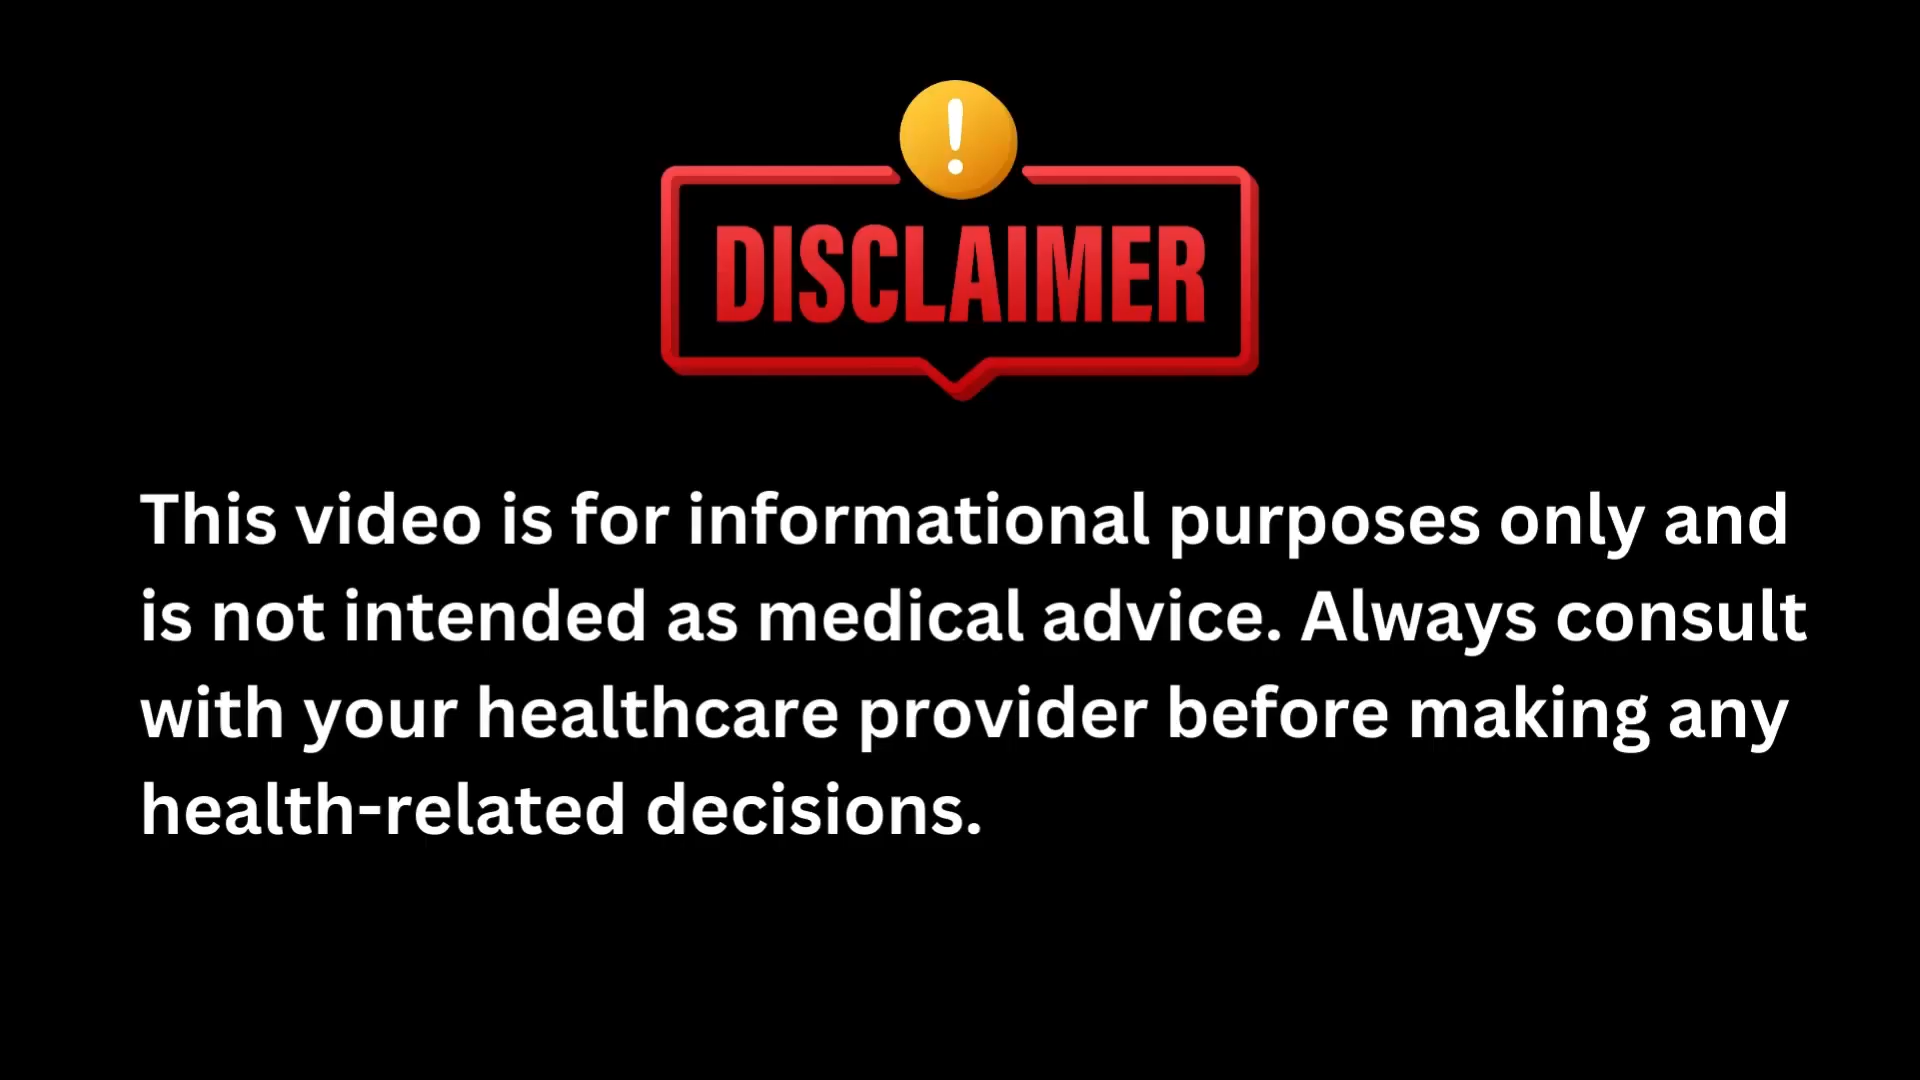 !
DISCLAIMER
This video is for informational purposes only and
is not intended as medical advice. Always consult
with your healthcare provider before making any
health-related decisions.